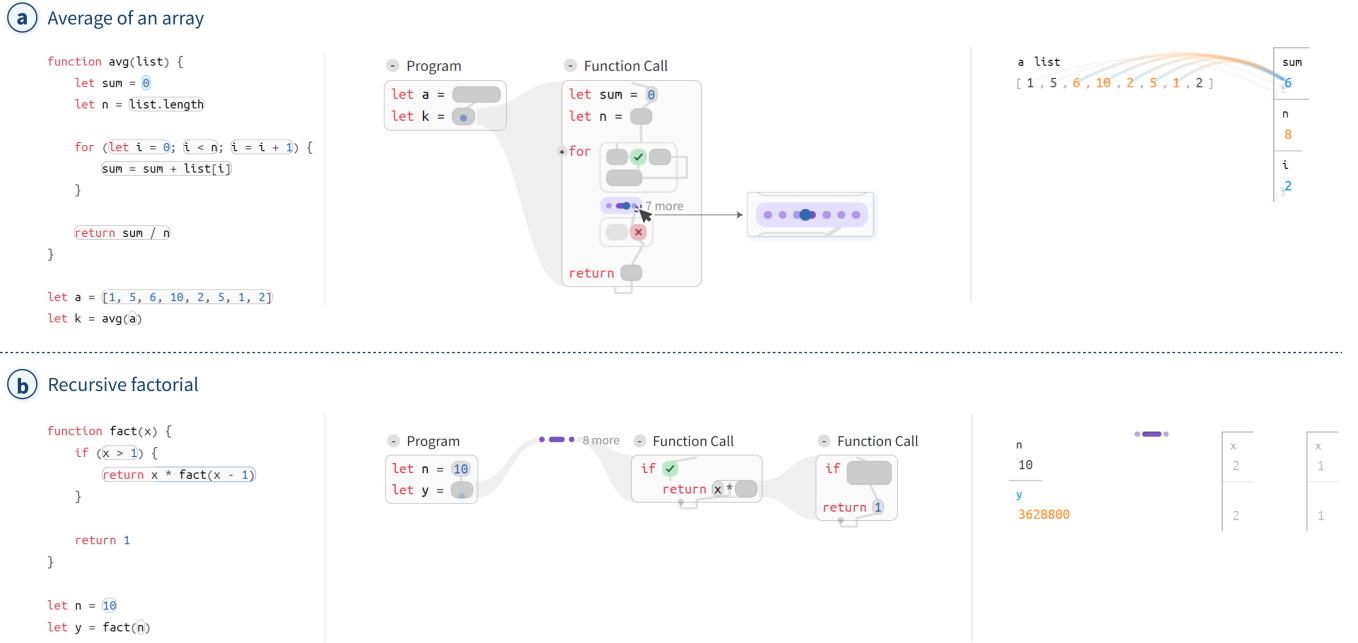 a Average of an array
function avg(list) {
let sum = 0
let n = list.length
for (let i = 0; i < n; i = i + 1) {
sum = sum + list[i]
}
return sum / n
}
let a = [1, 5, 6, 10, 2, 5, 1, 2]
let k = avg(a)
- Program
let a =
let k =
- Function Call
let sum = 0
let n =
for
7 more
return
a list
[ 1 , 5 , 6 , 10 , 2 , 5 , 1 , 2 ]
sum
6
n
8
i
2
b Recursive factorial
function fact(x) {
if (x > 1) {
return x * fact(x - 1)
}
return 1
}
let n = 10
let y = fact(n)
- Program
let n = 10
let y =
8 more
- Function Call
if
return x *
- Function Call
if
return 1
n
10
y
3628800
x
2
2
x
1
1